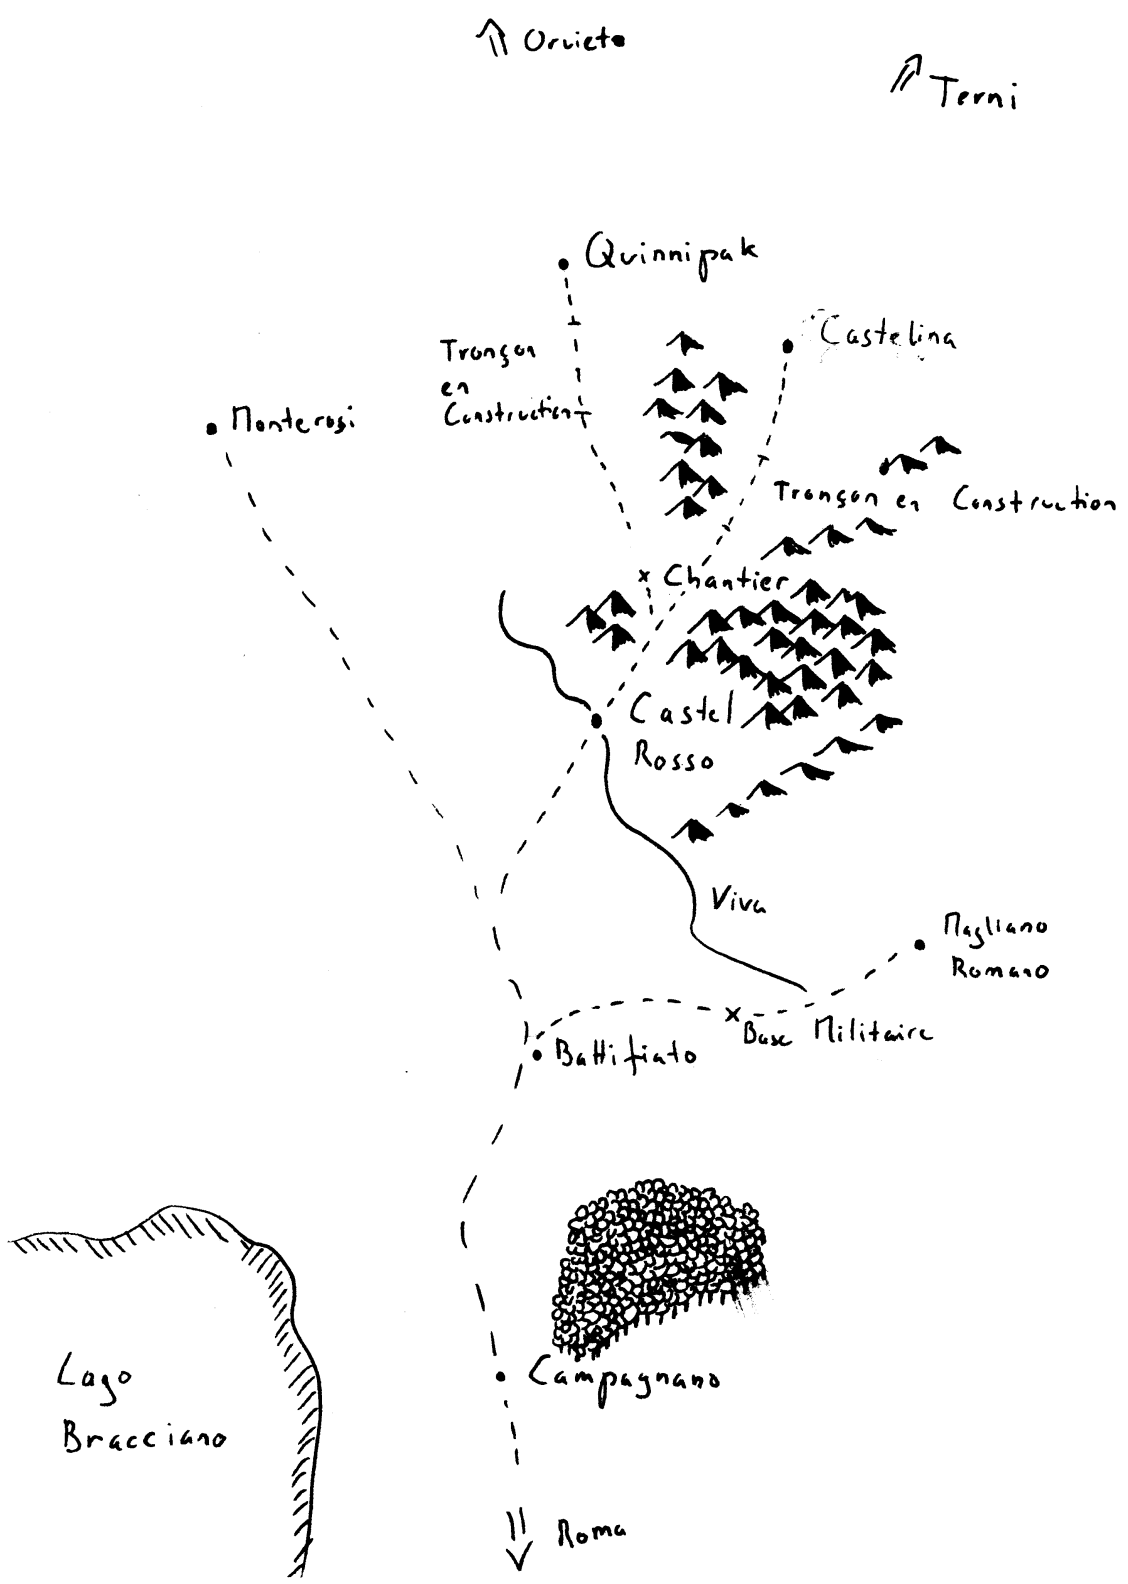 Orvieto
Terni
Quinnipak
Castelina
Tronçon
en
Construction
Monterosi
Tronçon en Construction
Chantier
Castel
Rosso
Viva
Magliano
Romano
Base Militaire
Battifiato
Campagnano
Lago
Bracciano
Roma